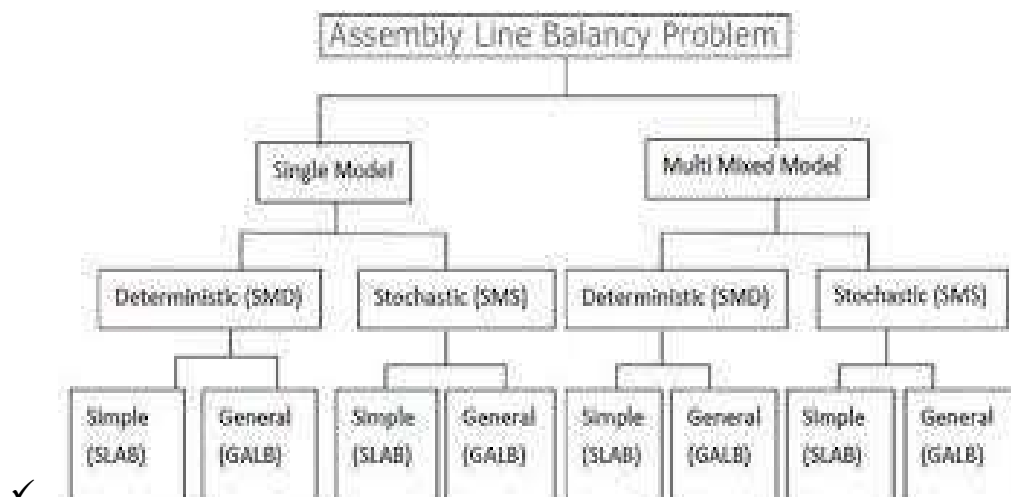 Assembly Line Balancy Problem
Single Model
Multi Mixed Model
Deterministic (SMD)
Stochastic (SMS)
Deterministic (SMD)
Stochastic (SMS)
Simple
(SLAB)
General
(GALB)
Simple
(SLAB)
General
(GALB)
Simple
(SLAB)
General
(GALB)
Simple
(SLAB)
General
(GALB)
✓